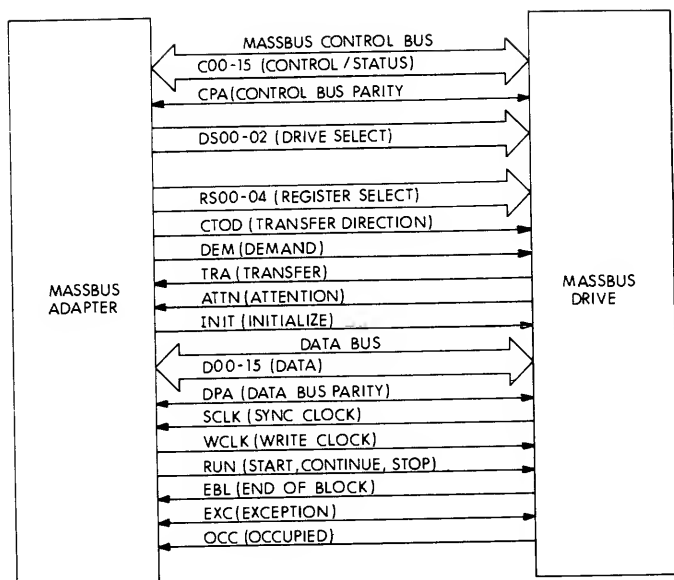 MASSBUS CONTROL BUS
C00-15 (CONTROL/STATUS)
CPA(CONTROL BUS PARITY
DS00-02 (DRIVE SELECT)
RS00-04 (REGISTER SELECT)
CTOD (TRANSFER DIRECTION)
DEM (DEMAND)
TRA (TRANSFER)
MASSBUS
ADAPTER
MASSBUS
DRIVE
ATTN (ATTENTION)
INIT (INITIALIZE)
DATA BUS
D00-15 (DATA)
DPA (DATA BUS PARITY)
SCLK (SYNC CLOCK)
WCLK (WRITE CLOCK)
RUN (START, CONTINUE, STOP)
EBL (END OF BLOCK)
EXC(EXCEPTION)
OCC (OCCUPIED)